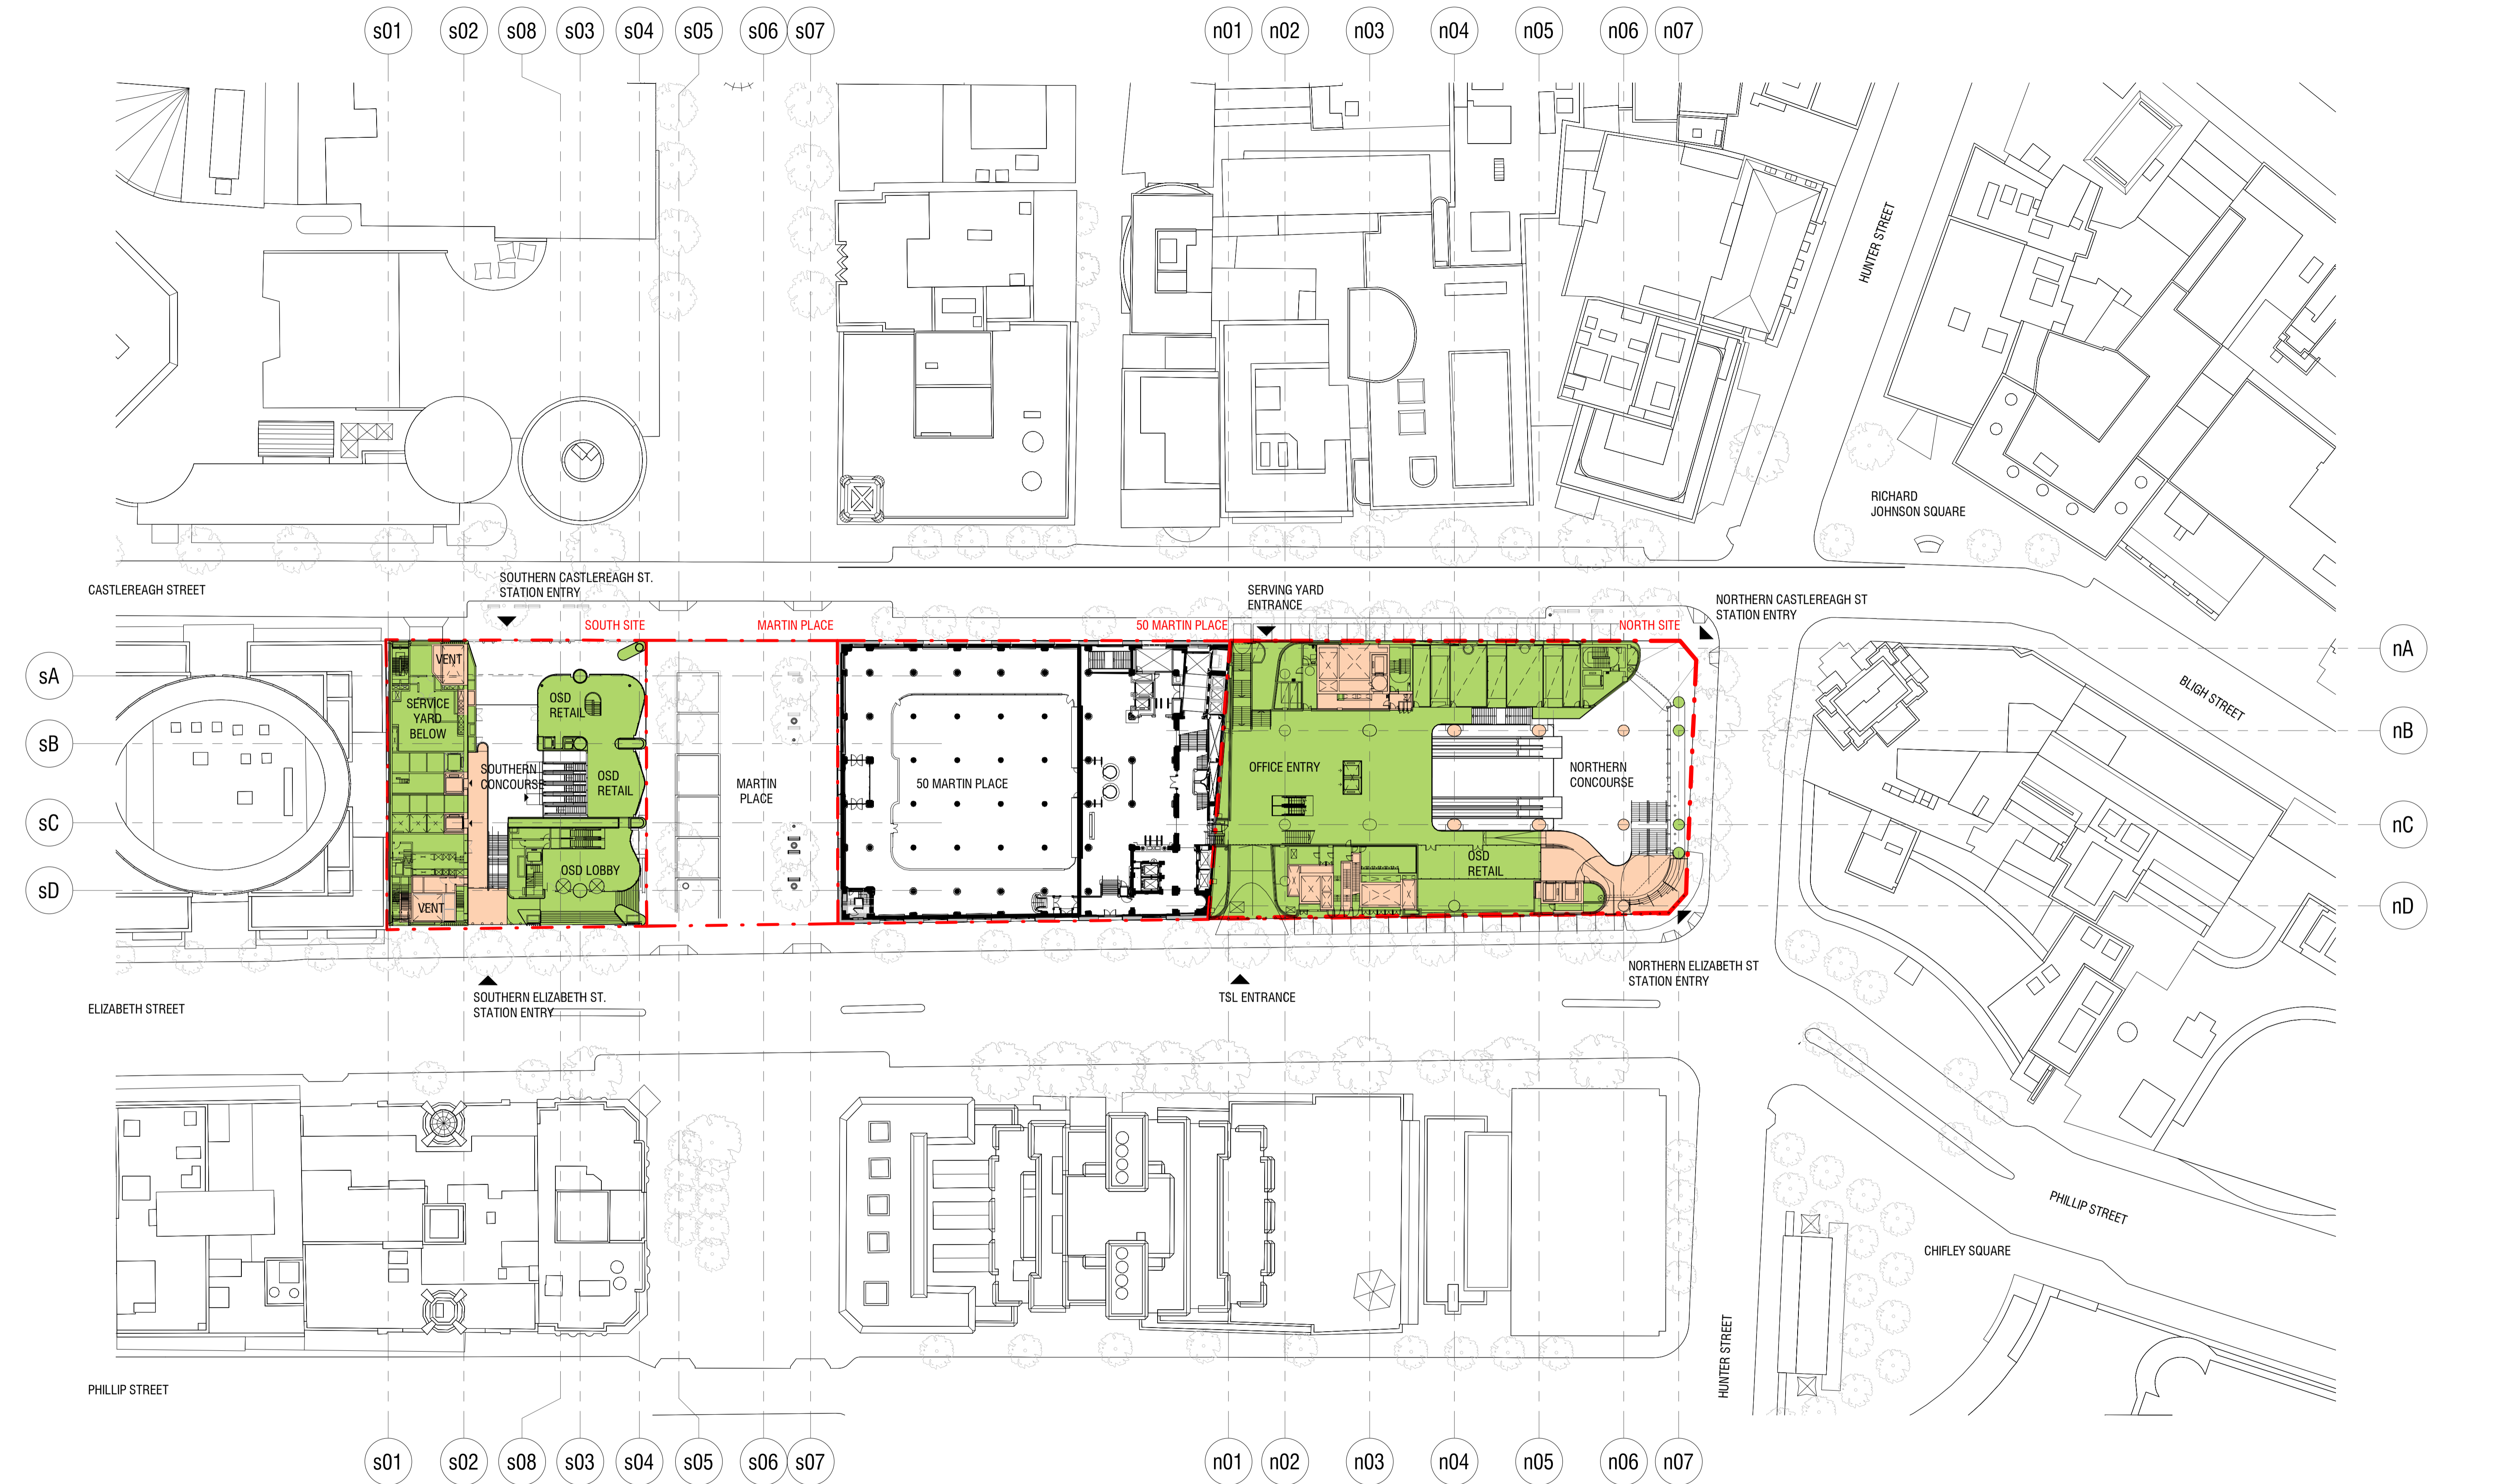 s01 s02 s08 s03 s04 s05 s06 s07 n01 n02 n03 n04 n05 n06 n07
HUNTER STREET
RICHARD
JOHNSON SQUARE
CASTLEREAGH STREET
SOUTHERN CASTLEREAGH ST.
STATION ENTRY
SERVING YARD
ENTRANCE
NORTHERN CASTLEREAGH ST
STATION ENTRY
SOUTH SITE
MARTIN PLACE
50 MARTIN PLACE
NORTH SITE
sA
nA
VENT
BLIGH STREET
OSD
RETAIL
SERVICE
YARD
BELOW
sB
nB
SOUTHERN
CONCOURSE
OSD
RETAIL
MARTIN
PLACE
50 MARTIN PLACE
OFFICE ENTRY
NORTHERN
CONCOURSE
sC
nC
OSD LOBBY
OSD
RETAIL
sD
nD
VENT
NORTHERN ELIZABETH ST
STATION ENTRY
SOUTHERN ELIZABETH ST.
STATION ENTRY
TSL ENTRANCE
ELIZABETH STREET
PHILLIP STREET
CHIFLEY SQUARE
HUNTER STREET
PHILLIP STREET
s01 s02 s08 s03 s04 s05 s06 s07 n01 n02 n03 n04 n05 n06 n07